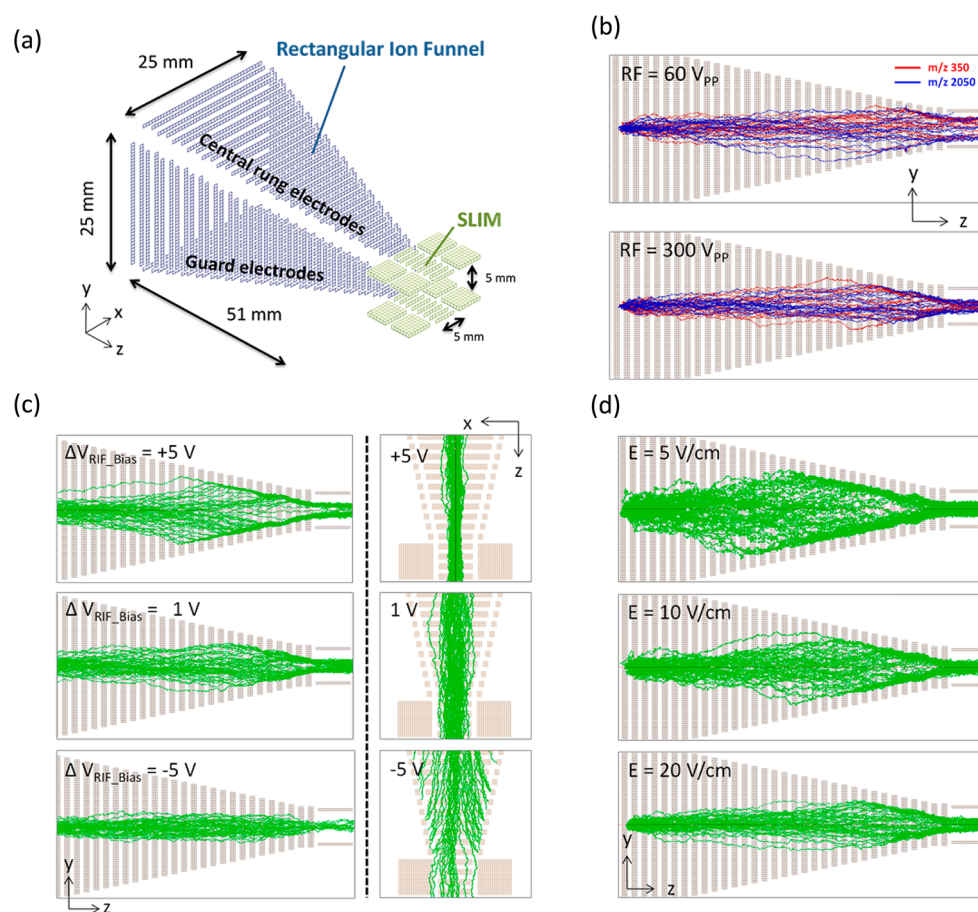 (a)
25 mm
Rectangular Ion Funnel
Central rung electrodes
25 mm
Guard electrodes
SLIM
5 mm
5 mm
51 mm
y
x
z
(b)
RF = 60 VPP
m/z 350
m/z 2050
y
z
RF = 300 VPP
(c)
ΔVRIF_Bias = +5 V
+5 V
x
z
Δ VRIF_Bias = 1 V
1 V
Δ VRIF_Bias = -5 V
-5 V
y
z
(d)
E = 5 V/cm
E = 10 V/cm
E = 20 V/cm
y
z